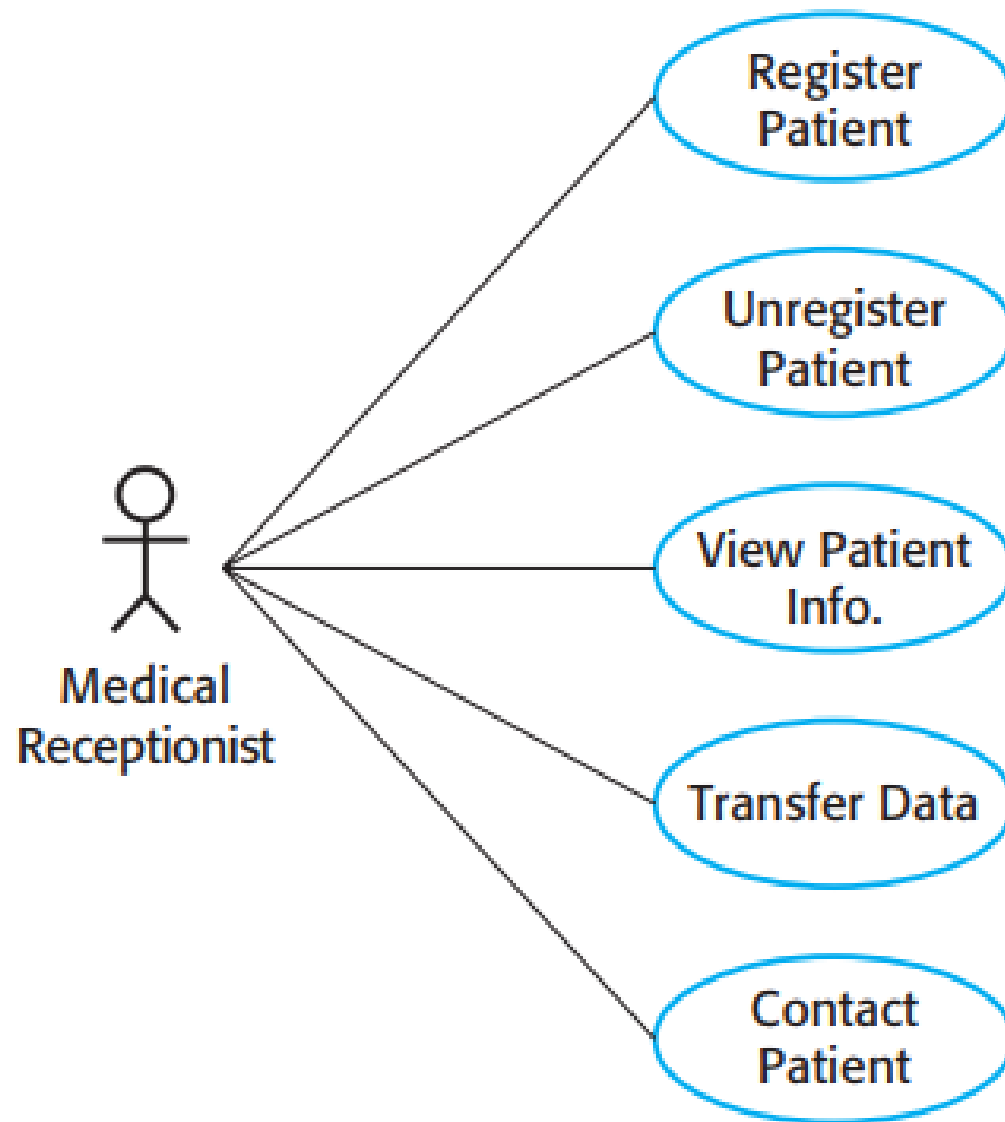 Register
Patient
Unregister
Patient
View Patient
Info.
Medical
Receptionist
Transfer Data
Contact
Patient